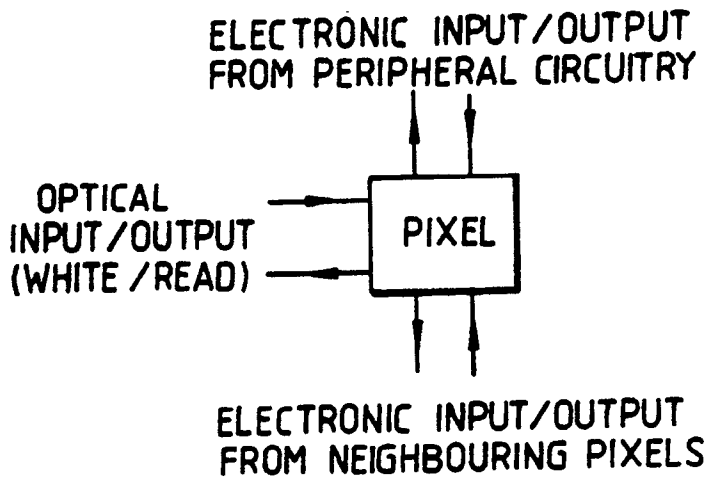 ELECTRONIC INPUT/OUTPUT
FROM PERIPHERAL CIRCUITRY
OPTICAL
INPUT/OUTPUT
(WHITE/READ)
PIXEL
ELECTRONIC INPUT/OUTPUT
FROM NEIGHBOURING PIXELS